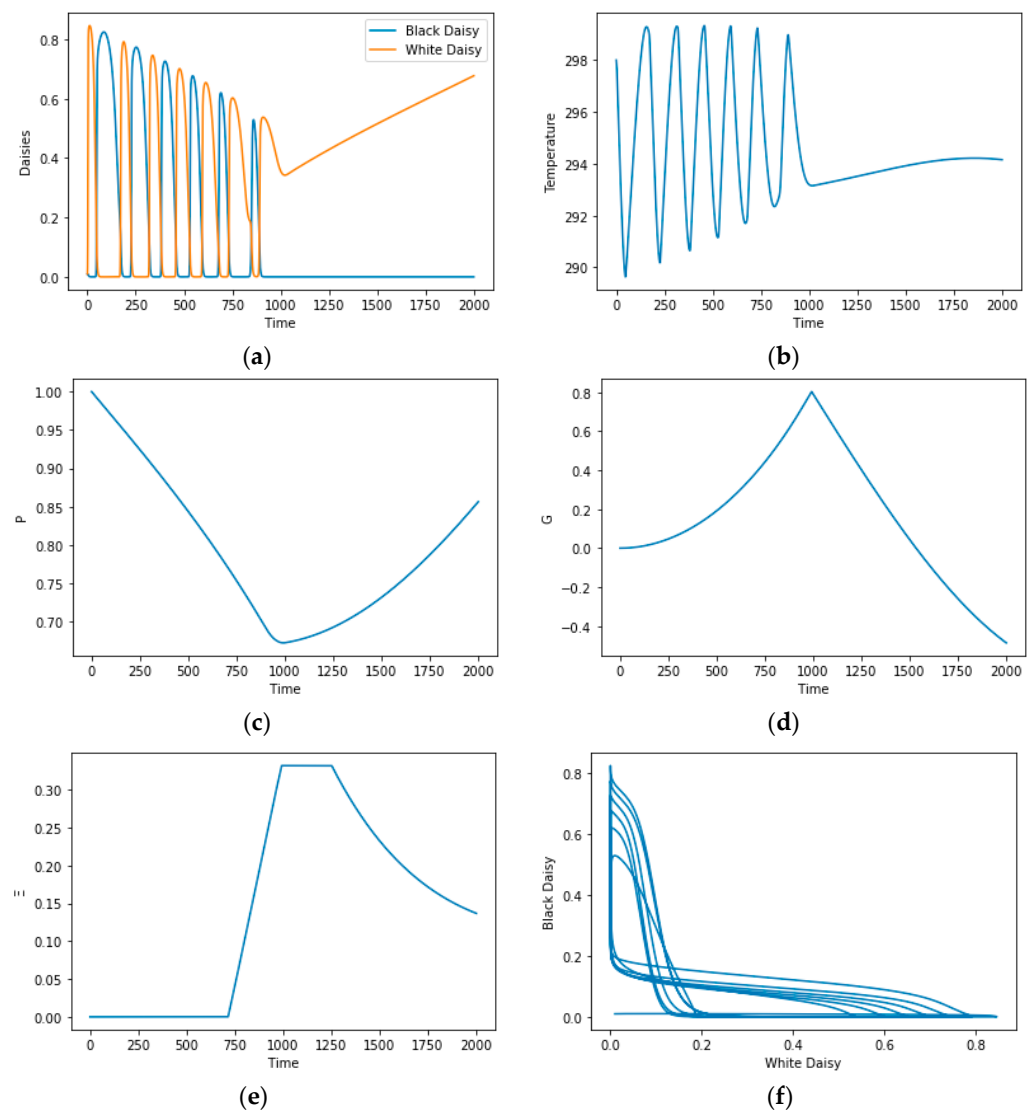 Black Daisy
White Daisy
0.8
0.6
0.4
0.2
0.0
Daisies
0 250 500 750 1000 1250 1500 1750 2000
Time
(a)
298
296
294
292
290
Temperature
0 250 500 750 1000 1250 1500 1750 2000
Time
(b)
1.00
0.95
0.90
0.85
0.80
0.75
0.70
P
0 250 500 750 1000 1250 1500 1750 2000
Time
(c)
0.8
0.6
0.4
0.2
0.0
−0.2
−0.4
G
0 250 500 750 1000 1250 1500 1750 2000
Time
(d)
0.30
0.25
0.20
0.15
0.10
0.05
0.00
Ξ
0 250 500 750 1000 1250 1500 1750 2000
Time
(e)
0.8
0.6
0.4
0.2
0.0
Black Daisy
0.0 0.2 0.4 0.6 0.8
White Daisy
(f)